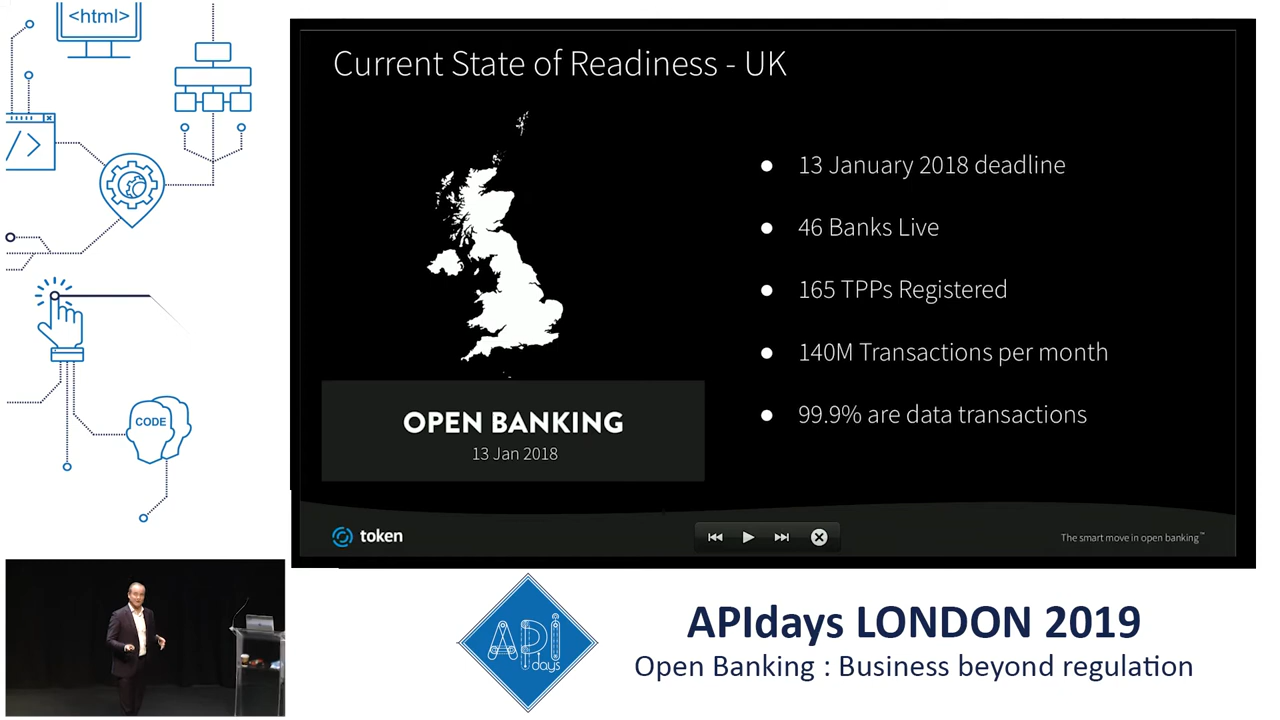 <html>
Current State of Readiness - UK
● 13 January 2018 deadline
● 46 Banks Live
● 165 TPPs Registered
● 140M Transactions per month
● 99.9% are data transactions
OPEN BANKING
13 Jan 2018
token
The smart move in open banking™
</>
CODE
API
days
APIdays LONDON 2019
Open Banking : Business beyond regulation